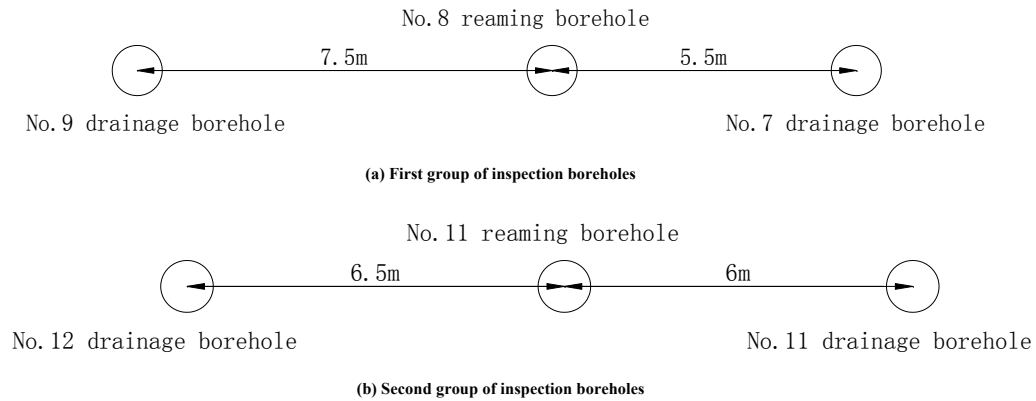 No.8 reaming borehole
7.5m 5.5m
No.9 drainage borehole No.7 drainage borehole
(a) First group of inspection boreholes
No.11 reaming borehole
6.5m 6m
No.12 drainage borehole No.11 drainage borehole
(b) Second group of inspection boreholes